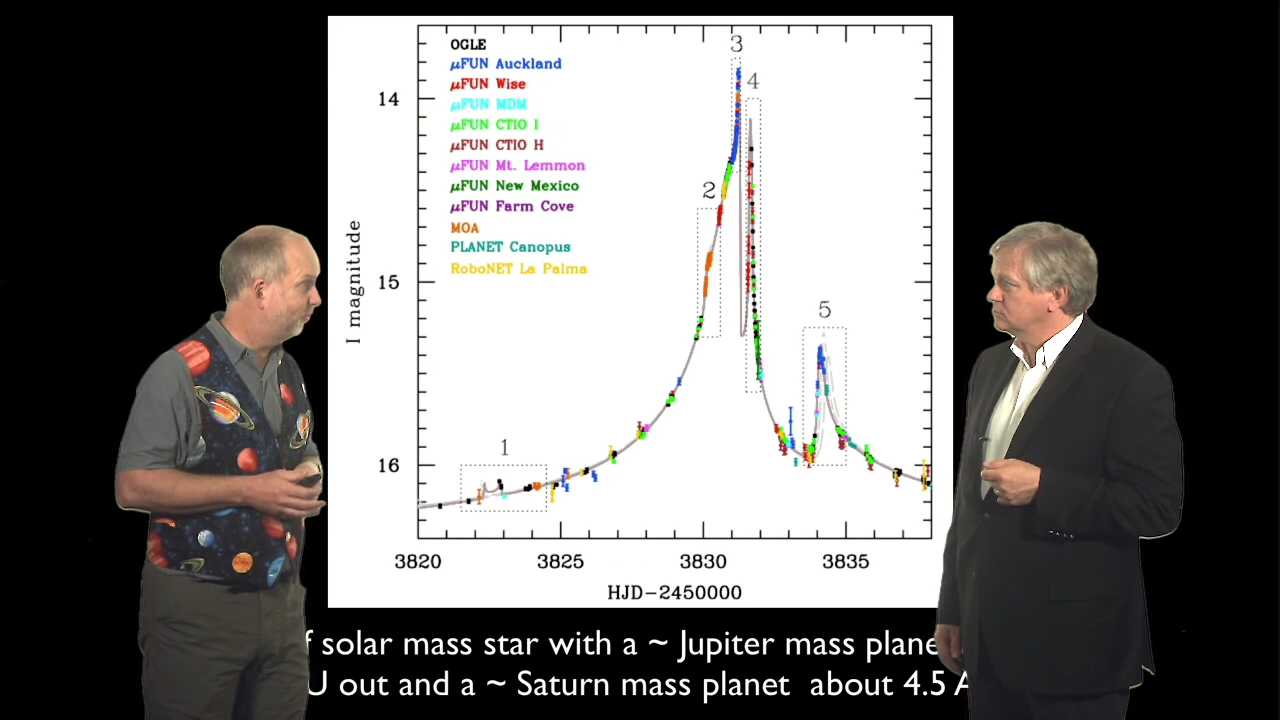 OGLE
μFUN Auckland
μFUN Wise
μFUN MDM
μFUN CTIO I
μFUN CTIO H
μFUN Mt. Lemmon
μFUN New Mexico
μFUN Farm Cove
MOA
PLANET Canopus
RoboNET La Palma
1
2
3
4
5
I magnitude
14
15
16
3820 3825 3830 3835
HJD-2450000
solar mass star with a ~ Jupiter mass plane
U out and a ~ Saturn mass planet about 4.5 A